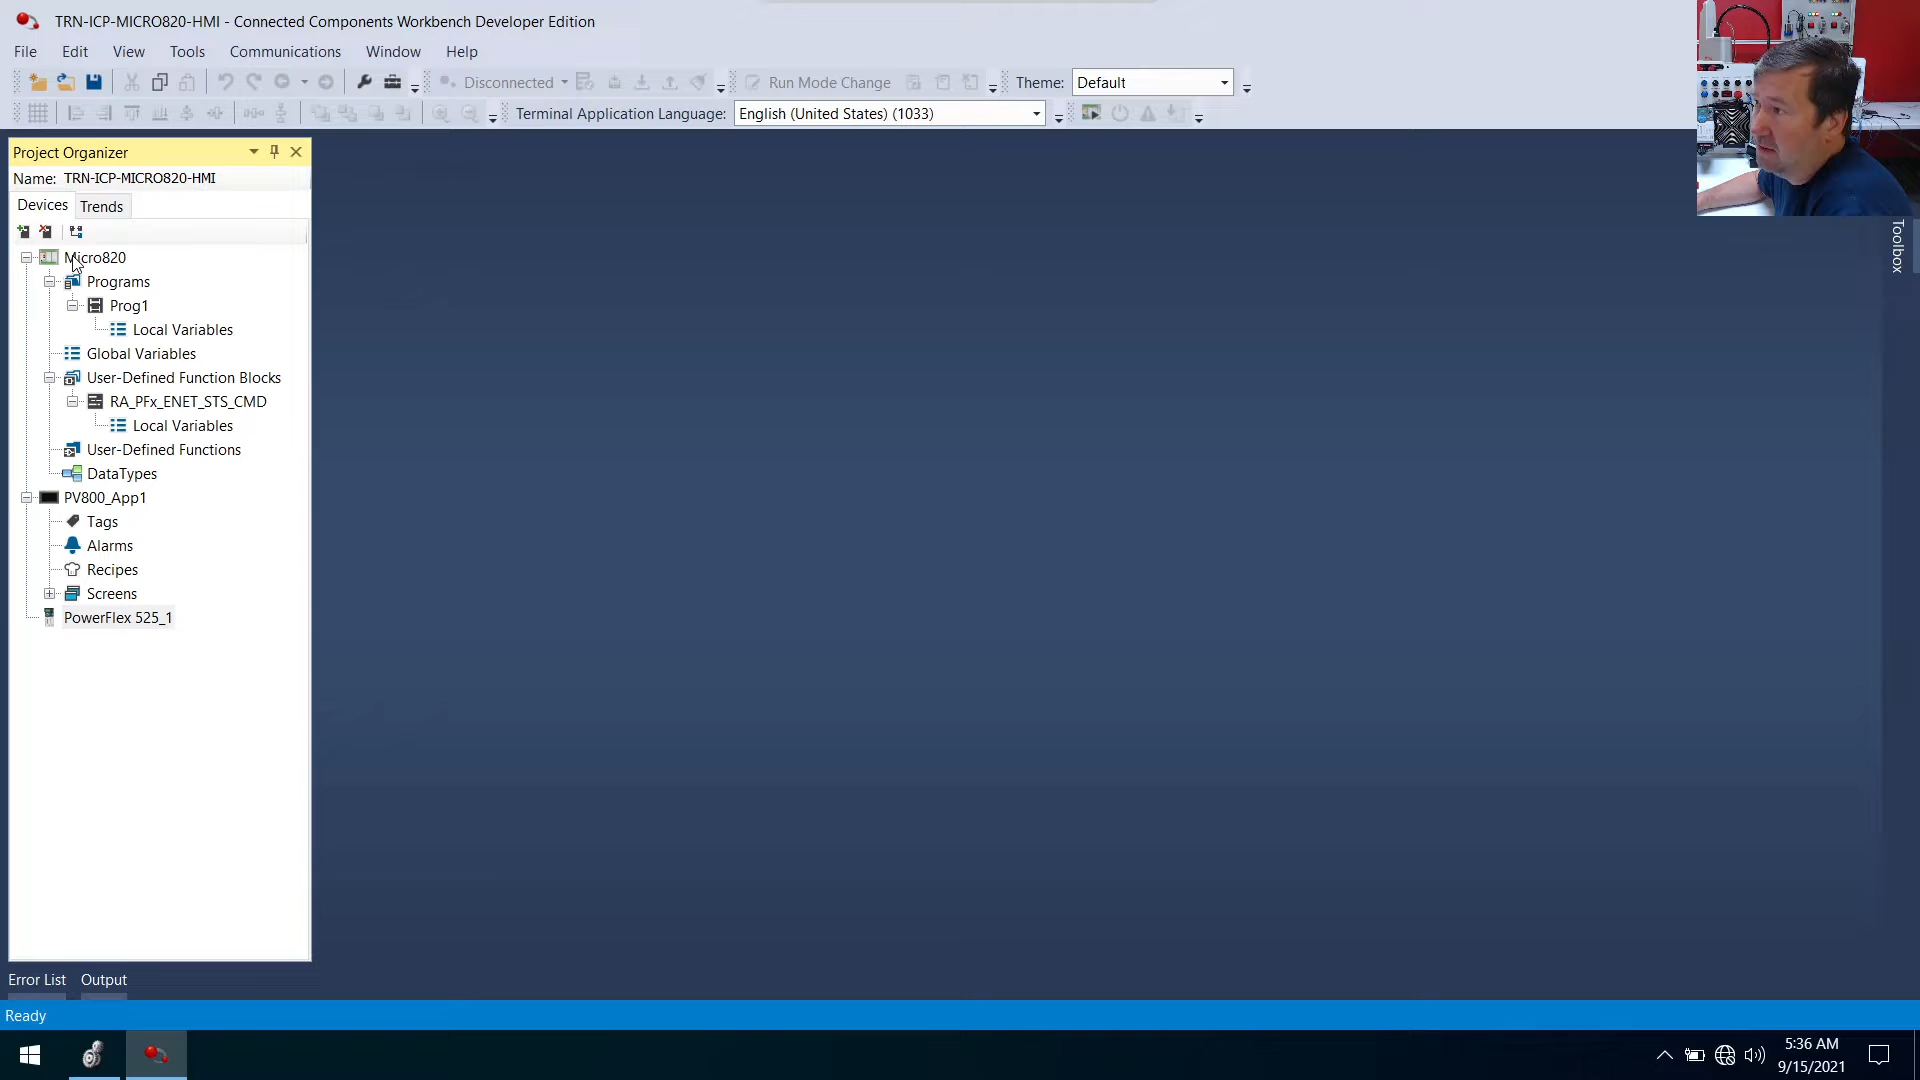 TRN-ICP-MICRO820-HMI - Connected Components Workbench Developer Edition
File Edit View Tools Communications Window Help
Disconnected Run Mode Change Theme: Default
Terminal Application Language: English (United States) (1033)
Project Organizer
Name: TRN-ICP-MICRO820-HMI
Devices Trends
Toolbox
Micro820
Programs
Prog1
Local Variables
Global Variables
User-Defined Function Blocks
RA_PFx_ENET_STS_CMD
Local Variables
User-Defined Functions
DataTypes
PV800_App1
Tags
Alarms
Recipes
Screens
PowerFlex 525_1
Error List Output
Ready
5:36 AM
9/15/2021